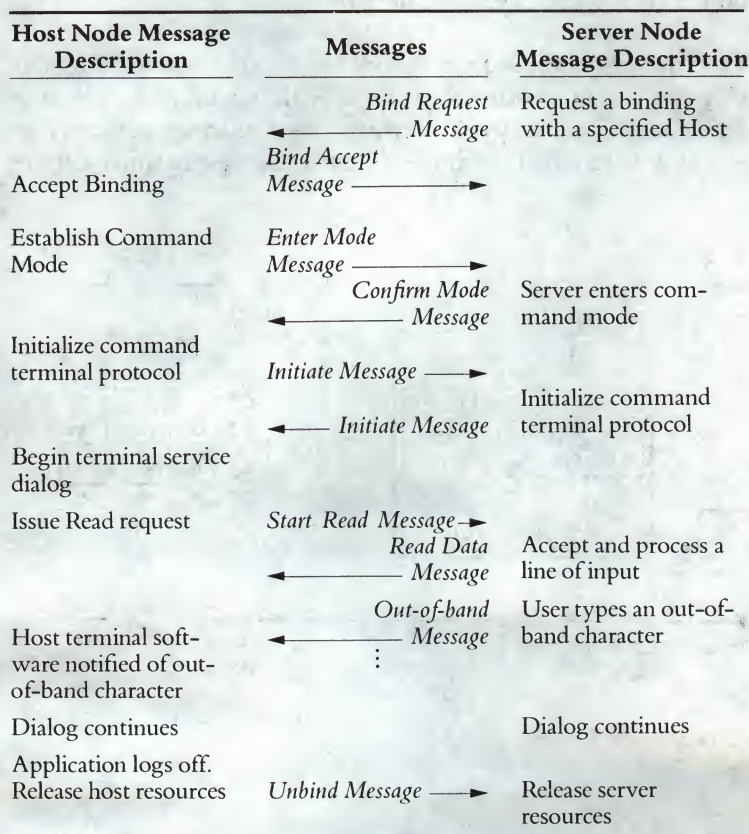 Host Node Message Description
Messages
Server Node Message Description
Bind Request Message
Request a binding with a specified Host
Accept Binding
Bind Accept Message
Establish Command Mode
Enter Mode Message
Confirm Mode Message
Server enters com-
mand mode
Initialize command terminal protocol
Initiate Message
Initiate Message
Initialize command terminal protocol
Begin terminal service dialog
Issue Read request
Start Read Message
Read Data Message
Accept and process a line of input
Out-of-band Message
User types an out-of-
band character
Host terminal soft-
ware notified of out-
of-band character
⋮
Dialog continues
Dialog continues
Application logs off.
Release host resources
Unbind Message
Release server resources